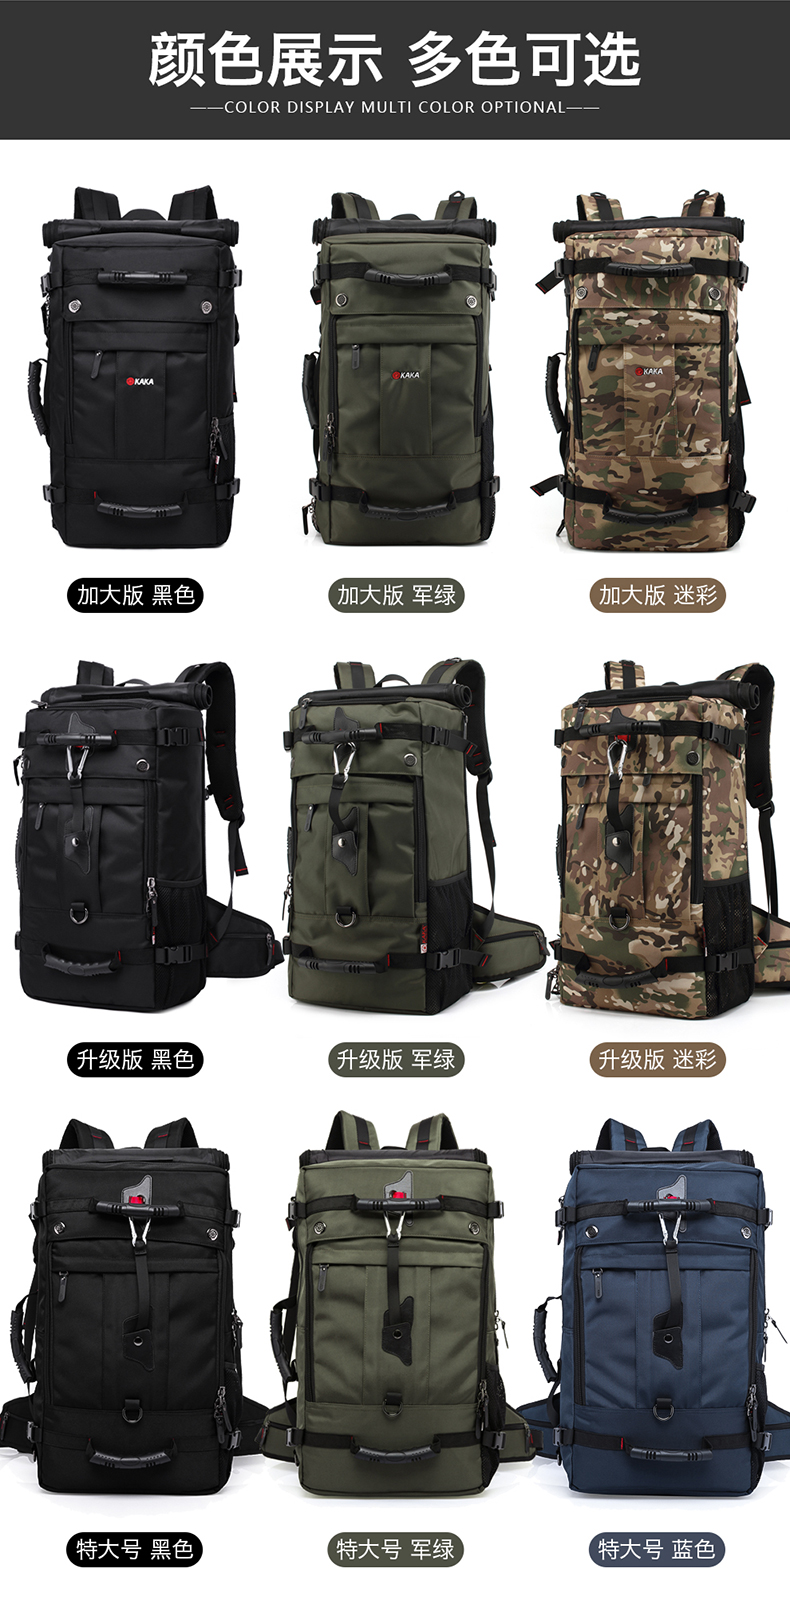 颜色展示 多色可选
——COLOR DISPLAY MULTI COLOR OPTIONAL——
KAKA
KAKA
KAKA
加大版 黑色
加大版 军绿
加大版 迷彩
KAKA
升级版 黑色
升级版 军绿
升级版 迷彩
特大号 黑色
特大号 军绿
特大号 蓝色